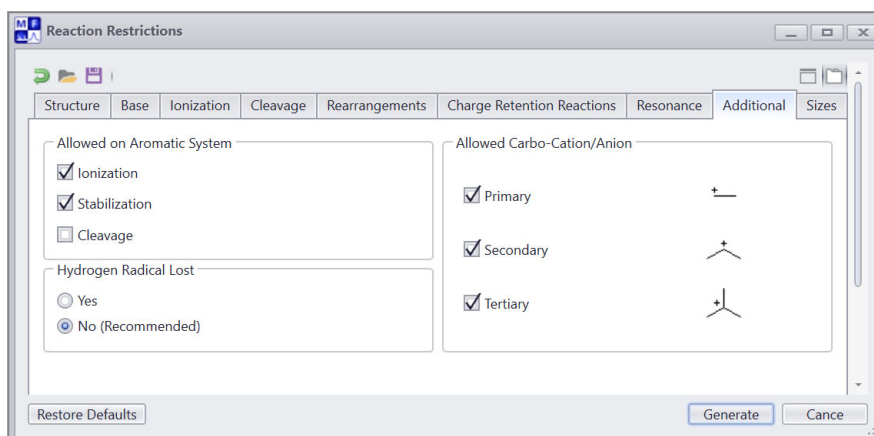 M F
Reaction Restrictions
Structure Base Ionization Cleavage Rearrangements Charge Retention Reactions Resonance Additional Sizes
Allowed on Aromatic System
Ionization
Stabilization
Cleavage
Hydrogen Radical Lost
Yes
No (Recommended)
Allowed Carbo-Cation/Anion
Primary
+
Secondary
+
Tertiary
+
Restore Defaults
Generate
Cance